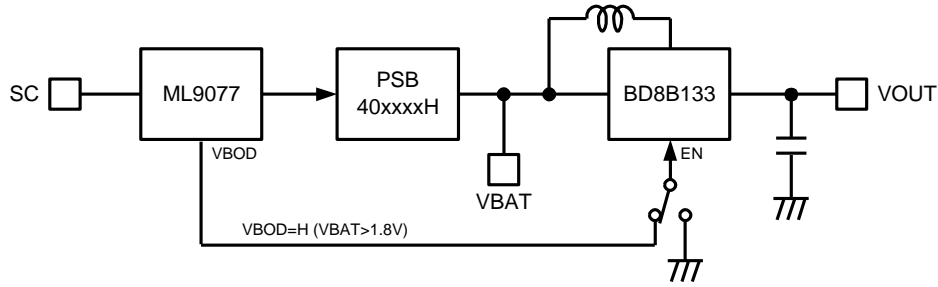 SC
ML9077
PSB
40xxxxH
BD8B133
VOUT
VBOD
EN
VBAT
VBOD=H (VBAT>1.8V)